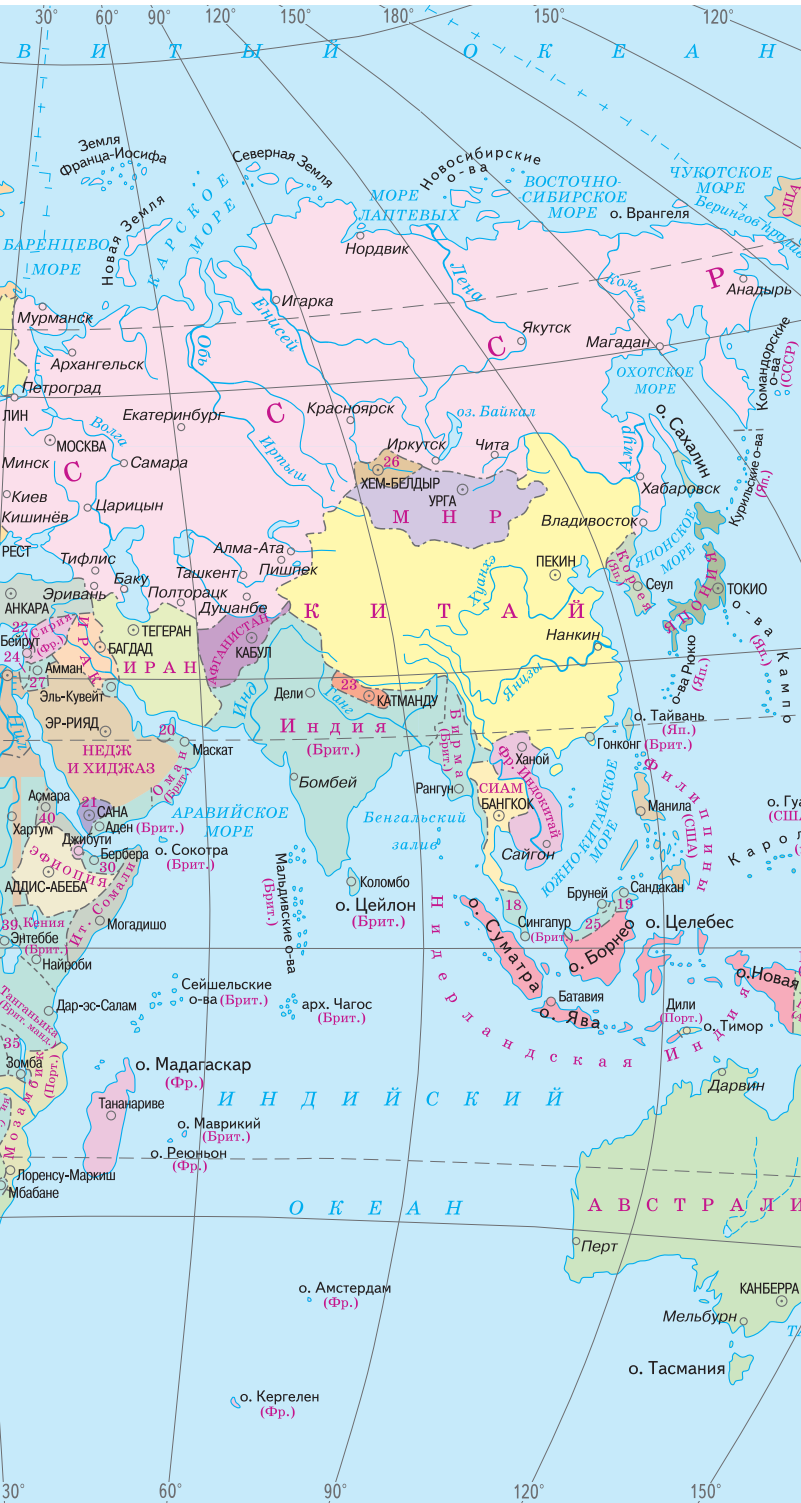 30° 60° 90° 120° 150° 180° 150° 120°
В И Т Ы Й О К Е А Н
Земля
Франца-Иосифа
Северная Земля
Новосибирские
о-ва
МОРЕ
ЛАПТЕВЫХ
ВОСТОЧНО-
СИБИРСКОЕ
МОРЕ
ЧУКОТСКОЕ
МОРЕ
США
о. Врангеля
Берингов пролив
Новая Земля
КАРСКОЕ
МОРЕ
БАРЕНЦЕВО
МОРЕ
Нордвик
Лена
Колыма
Анадырь
Р
Мурманск
Игарка
Енисей
Обь
Якутск
С
Магадан
Командорские
о-ва
(СССР)
Архангельск
ОХОТСКОЕ
МОРЕ
Петроград
ЛИН
Екатеринбург
С
Красноярск
оз. Байкал
о. Сахалин
Волга
МОСКВА
Иртыш
Иркутск
Чита
Амур
Курильские о-ва
(Яп.)
Минск
С
Самара
26
ХЕМ-БЕЛДЫР
УРГА
Хабаровск
Киев
Царицын
Кишинёв
М Н Р
Владивосток
РЕСТ
Тифлис
Алма-Ата
Пишпек
Ташкент
Хуанхэ
ПЕКИН
Корея
(Яп.)
ЯПОНСКОЕ
МОРЕ
Баку
Эривань
Полторацк
Душанбе
Сеул
ЯПОНИЯ
ТОКИО
АНКАРА
К И Т А Й
22
Сирия
(Фр.)
Бейрут
ТЕГЕРАН
АФГАНИСТАН
КАБУЛ
Нанкин
24
ИРАК
БАГДАД
ИРАН
Амман
27
Янцзы
о-ва Рюкю
(Яп.)
о-ва Кампо
(Яп.)
Эль-Кувейт
Инд
Дели
Ганг
23
КАТМАНДУ
Нил
ЭР-РИЯД
20
Индия
(Брит.)
Бирма
(Брит.)
о. Тайвань
(Яп.)
НЕДЖ
И ХИДЖАЗ
Маскат
Ханой
Гонконг (Брит.)
Оман
(Брит.)
Бомбей
Рангун
СИАМ
БАНГКОК
Фр. Индокитай
Филиппины
(США)
Асмара
40
21
САНА
Аден (Брит.)
АРАВИЙСКОЕ
МОРЕ
Бенгальский
залив
Манила
о. Гуа
(США
Хартум
Джибути
Бербера
30
о. Сокотра
(Брит.)
Сайгон
ЮЖНО-КИТАЙСКОЕ
МОРЕ
Карол
ЭФИОПИЯ
АДДИС-АБЕБА
Ит. Сомали
Мальдивские о-ва
(Брит.)
Коломбо
о. Цейлон
(Брит.)
18
Бруней
19
Сандакан
39
Кения
(Брит.)
Энтеббе
Могадишо
о. Суматра
Сингапур
(Брит.)
25
о. Борнео
о. Целебес
Найроби
о. Новая
Сейшельские
о-ва (Брит.)
арх. Чагос
(Брит.)
Танганьика
(Брит. манд.)
Дар-эс-Салам
Батавия
о. Ява
Дили
(Порт.)
о. Тимор
Нидерландская Индия
35
Зомба
Мозамбик
(Порт.)
о. Мадагаскар
(Фр.)
Тананариве
Дарвин
И Н Д И Й С К И Й
о. Маврикий
(Брит.)
о. Реюньон
(Фр.)
Лоренсу-Маркиш
Мбабане
О К Е А Н
А В С Т Р А Л И
Перт
о. Амстердам
(Фр.)
КАНБЕРРА
Мельбурн
ТА
о. Тасмания
о. Кергелен
(Фр.)
30° 60° 90° 120° 150°